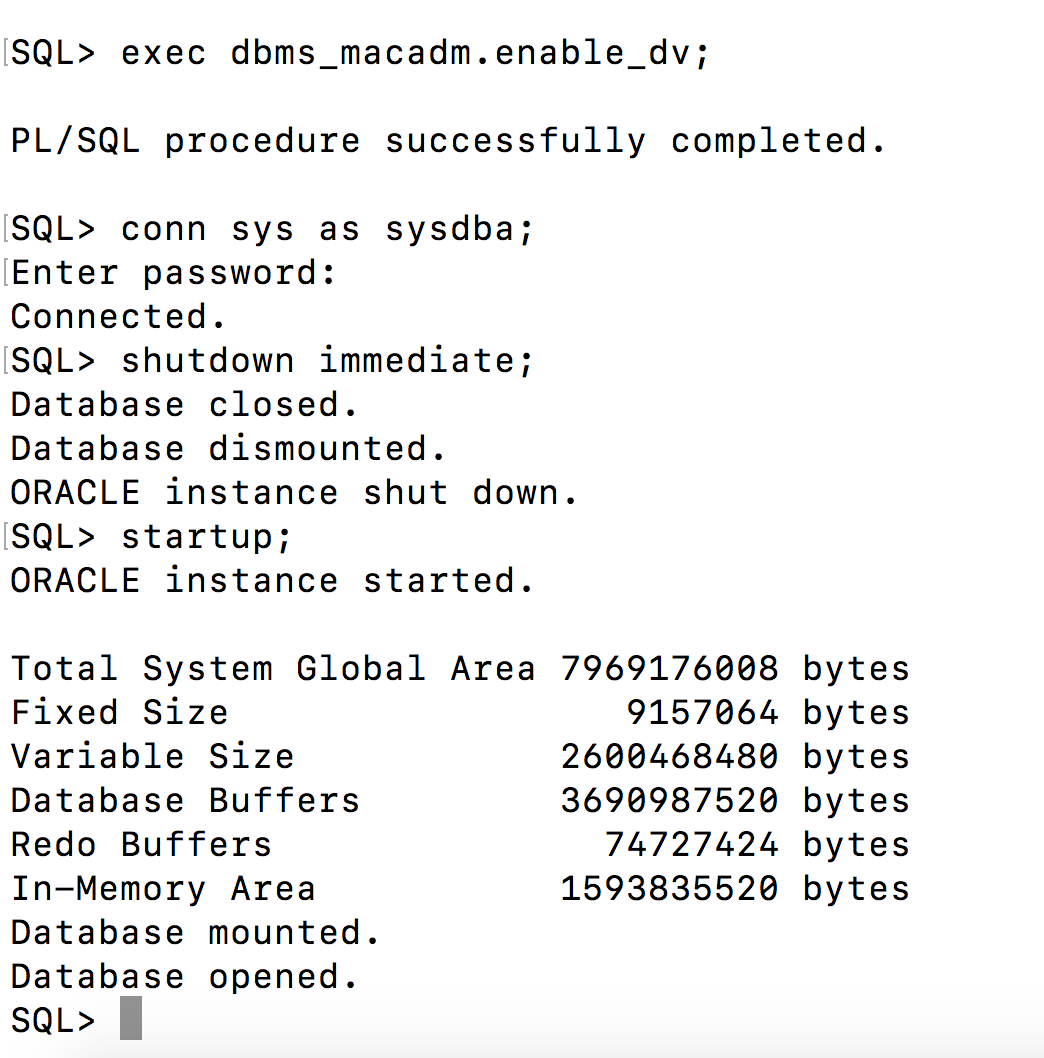 [SQL> exec dbms_macadm.enable_dv;
PL/SQL procedure successfully completed.
[SQL> conn sys as sysdba;
[Enter password:
Connected.
[SQL> shutdown immediate;
Database closed.
Database dismounted.
ORACLE instance shut down.
[SQL> startup;
ORACLE instance started.
Total System Global Area 7969176008 bytes
Fixed Size 9157064 bytes
Variable Size 2600468480 bytes
Database Buffers 3690987520 bytes
Redo Buffers 74727424 bytes
In-Memory Area 1593835520 bytes
Database mounted.
Database opened.
SQL>